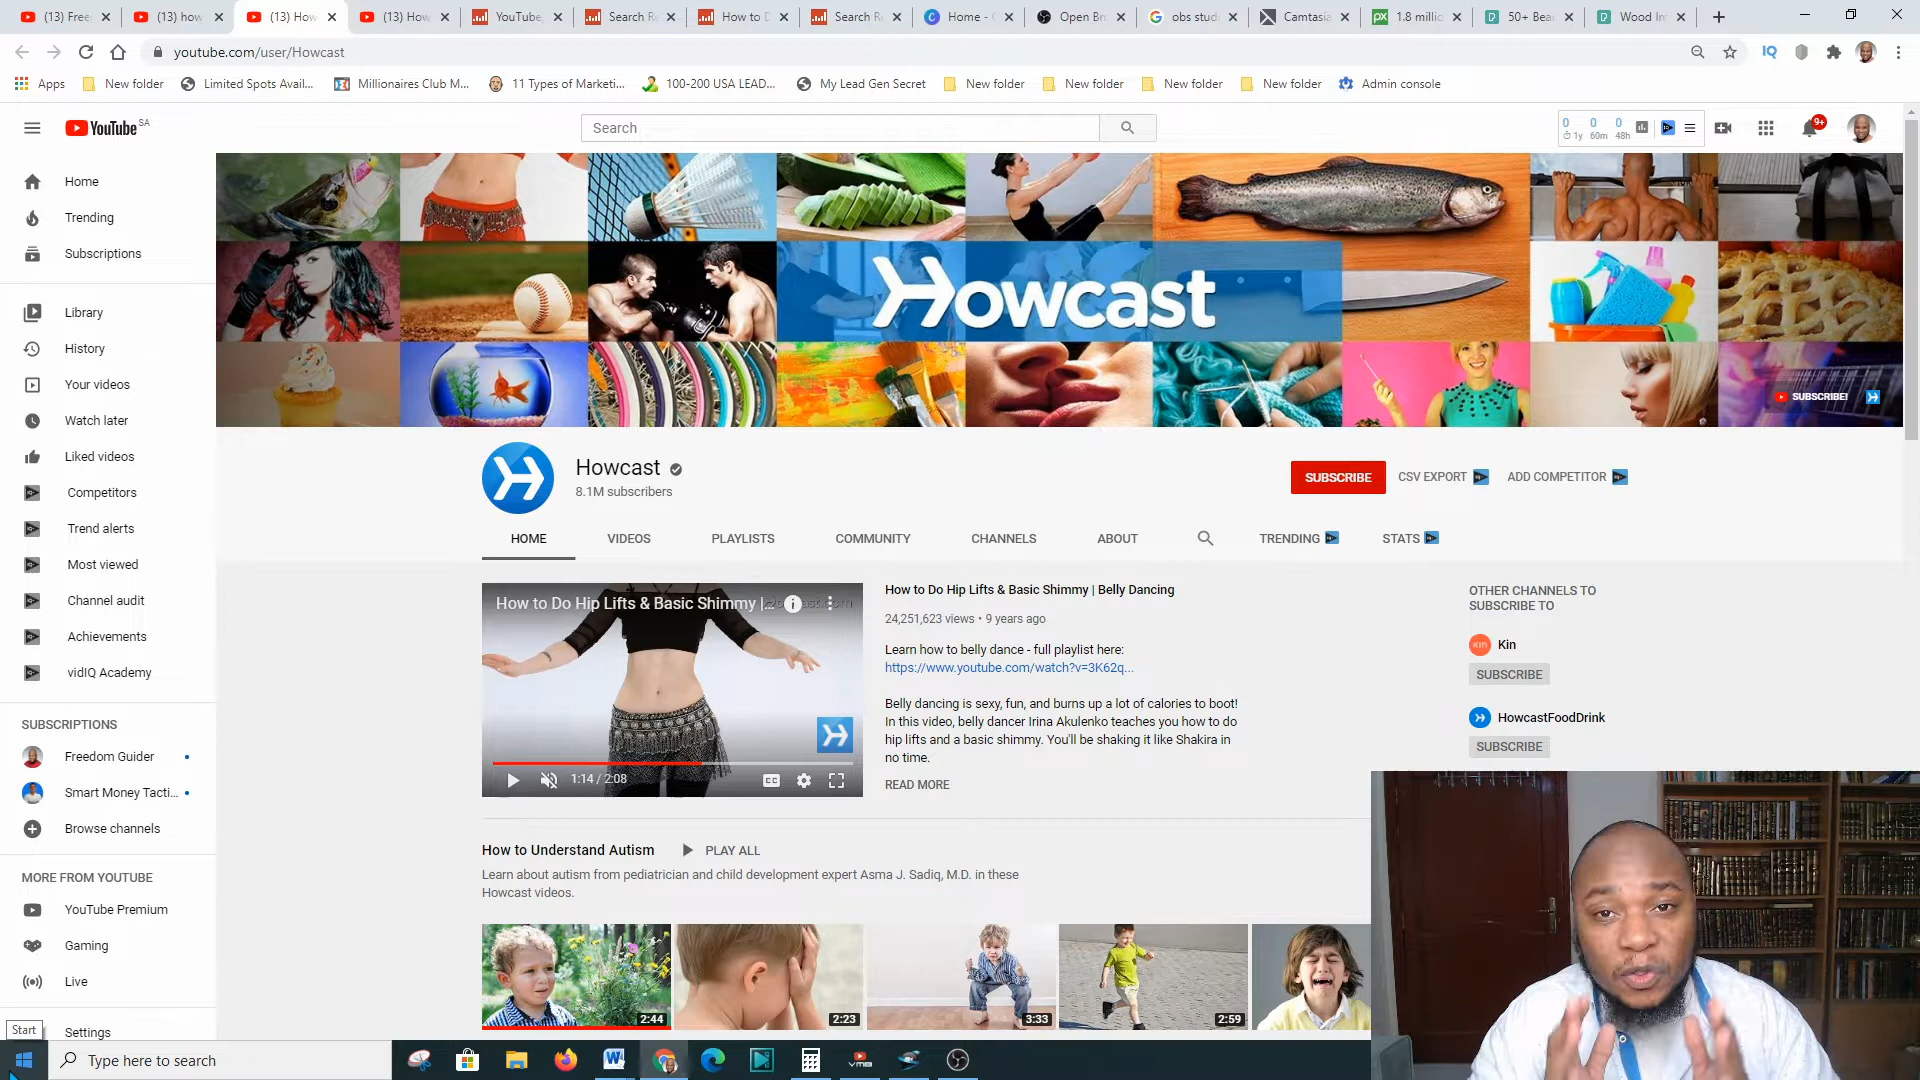 (13) Free
(13) how
(13) How
(13) How
YouTube
Search Re
How to D
Search Re
Home -
Open Bro
obs studi
Camtasia
1.8 millio
50+ Bea
Wood In
youtube.com/user/Howcast
Apps
New folder
Limited Spots Avail...
Millionaires Club M...
11 Types of Marketi...
100-200 USA LEAD...
My Lead Gen Secret
New folder
New folder
New folder
New folder
Admin console
YouTube SA
Search
0 0 0
1y 60m 48h
9+
Home
Trending
Subscriptions
Library
History
Your videos
Watch later
Liked videos
Competitors
Trend alerts
Most viewed
Channel audit
Achievements
vidIQ Academy
SUBSCRIPTIONS
Freedom Guider
Smart Money Tacti...
Browse channels
MORE FROM YOUTUBE
YouTube Premium
Gaming
Live
Settings
Howcast
SUBSCRIBE!
Howcast
8.1M subscribers
SUBSCRIBE
CSV EXPORT
ADD COMPETITOR
HOME
VIDEOS
PLAYLISTS
COMMUNITY
CHANNELS
ABOUT
TRENDING
STATS
How to Do Hip Lifts & Basic Shimmy |...
1:14 / 2:08
CC
How to Do Hip Lifts & Basic Shimmy | Belly Dancing
24,251,623 views • 9 years ago
Learn how to belly dance - full playlist here:
https://www.youtube.com/watch?v=3K62q...
Belly dancing is sexy, fun, and burns up a lot of calories to boot!
In this video, belly dancer Irina Akulenko teaches you how to do
hip lifts and a basic shimmy. You'll be shaking it like Shakira in
no time.
READ MORE
OTHER CHANNELS TO
SUBSCRIBE TO
Kin
SUBSCRIBE
HowcastFoodDrink
SUBSCRIBE
How to Understand Autism
PLAY ALL
Learn about autism from pediatrician and child development expert Asma J. Sadiq, M.D. in these
Howcast videos.
2:44
2:23
3:33
2:59
Start
Type here to search